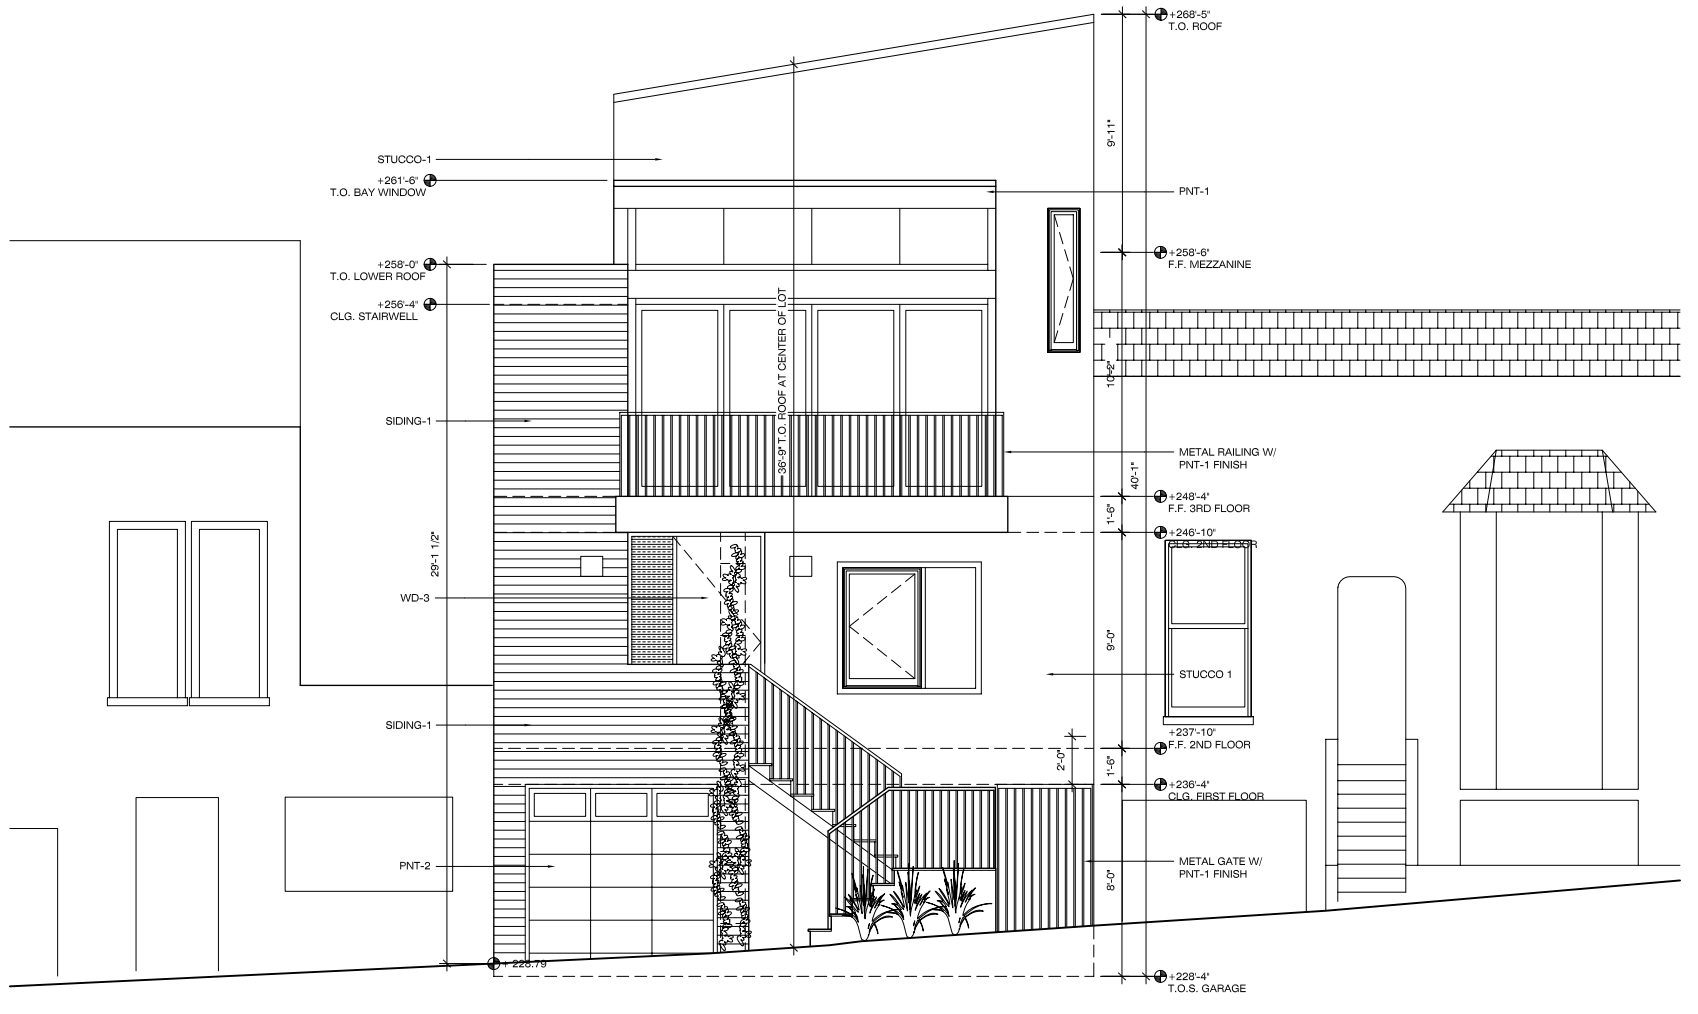 +268'-5"
T.O. ROOF
9'-11"
STUCCO-1
+261'-6"
T.O. BAY WINDOW
PNT-1
+258'-6"
F.F. MEZZANINE
+258'-0"
T.O. LOWER ROOF
+256'-4"
CLG. STAIRWELL
36'-9" T.O. ROOF AT CENTER OF LOT
10'-2"
SIDING-1
METAL RAILING W/
PNT-1 FINISH
40'-1"
+248'-4"
F.F. 3RD FLOOR
1'-6"
+246'-10"
CLG. 2ND FLOOR
29'-1 1/2"
WD-3
9'-0"
STUCCO 1
SIDING-1
+237'-10"
F.F. 2ND FLOOR
2'-0"
1'-6"
+236'-4"
CLG. FIRST FLOOR
PNT-2
METAL GATE W/
PNT-1 FINISH
8'-0"
+ 228.79
+228'-4"
T.O.S. GARAGE